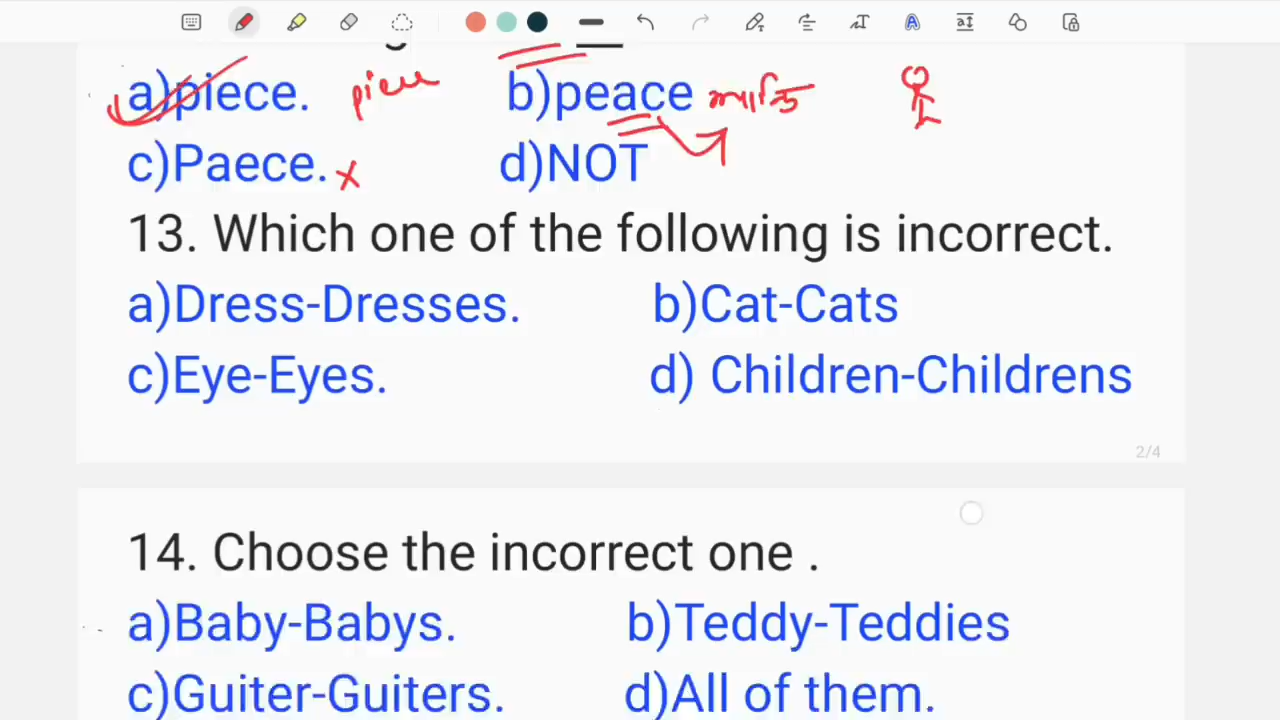 a)piece. piece b)peace
c)Paece. x d)NOT
13. Which one of the following is incorrect.
a)Dress-Dresses. b)Cat-Cats
c)Eye-Eyes. d) Children-Childrens
2/4
14. Choose the incorrect one .
a)Baby-Babys. b)Teddy-Teddies
c)Guiter-Guiters. d)All of them.